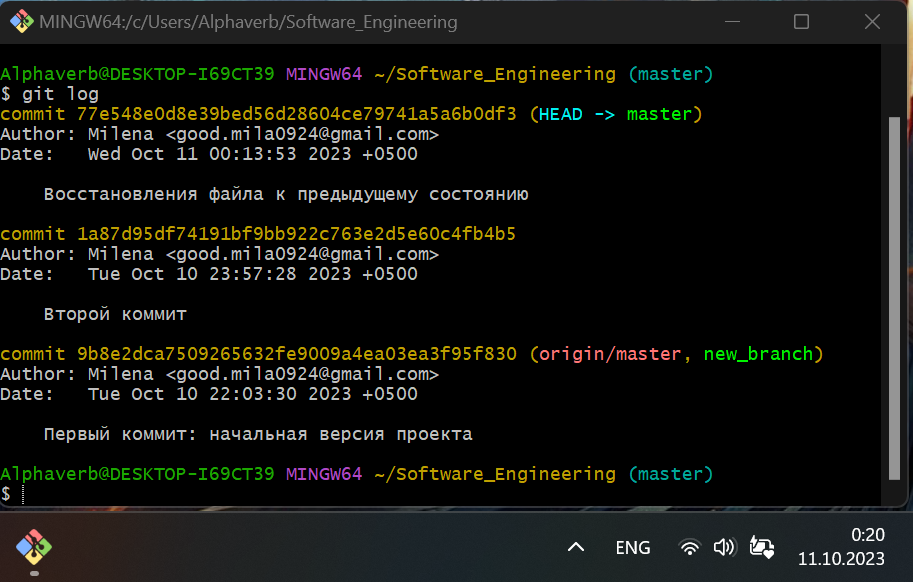 MINGW64:/c/Users/Alphaverb/Software_Engineering
Alphaverb@DESKTOP-I69CT39 MINGW64 ~/Software_Engineering (master)
$ git log
commit 77e548e0d8e39bed56d28604ce79741a5a6b0df3 (HEAD -> master)
Author: Milena <good.mila0924@gmail.com>
Date:   Wed Oct 11 00:13:53 2023 +0500
Восстановления файла к предыдущему состоянию
commit 1a87d95df74191bf9bb922c763e2d5e60c4fb4b5
Author: Milena <good.mila0924@gmail.com>
Date:   Tue Oct 10 23:57:28 2023 +0500
Второй коммит
commit 9b8e2dca7509265632fe9009a4ea03ea3f95f830 (origin/master, new_branch)
Author: Milena <good.mila0924@gmail.com>
Date:   Tue Oct 10 22:03:30 2023 +0500
Первый коммит: начальная версия проекта
Alphaverb@DESKTOP-I69CT39 MINGW64 ~/Software_Engineering (master)
$
ENG
0:20
11.10.2023